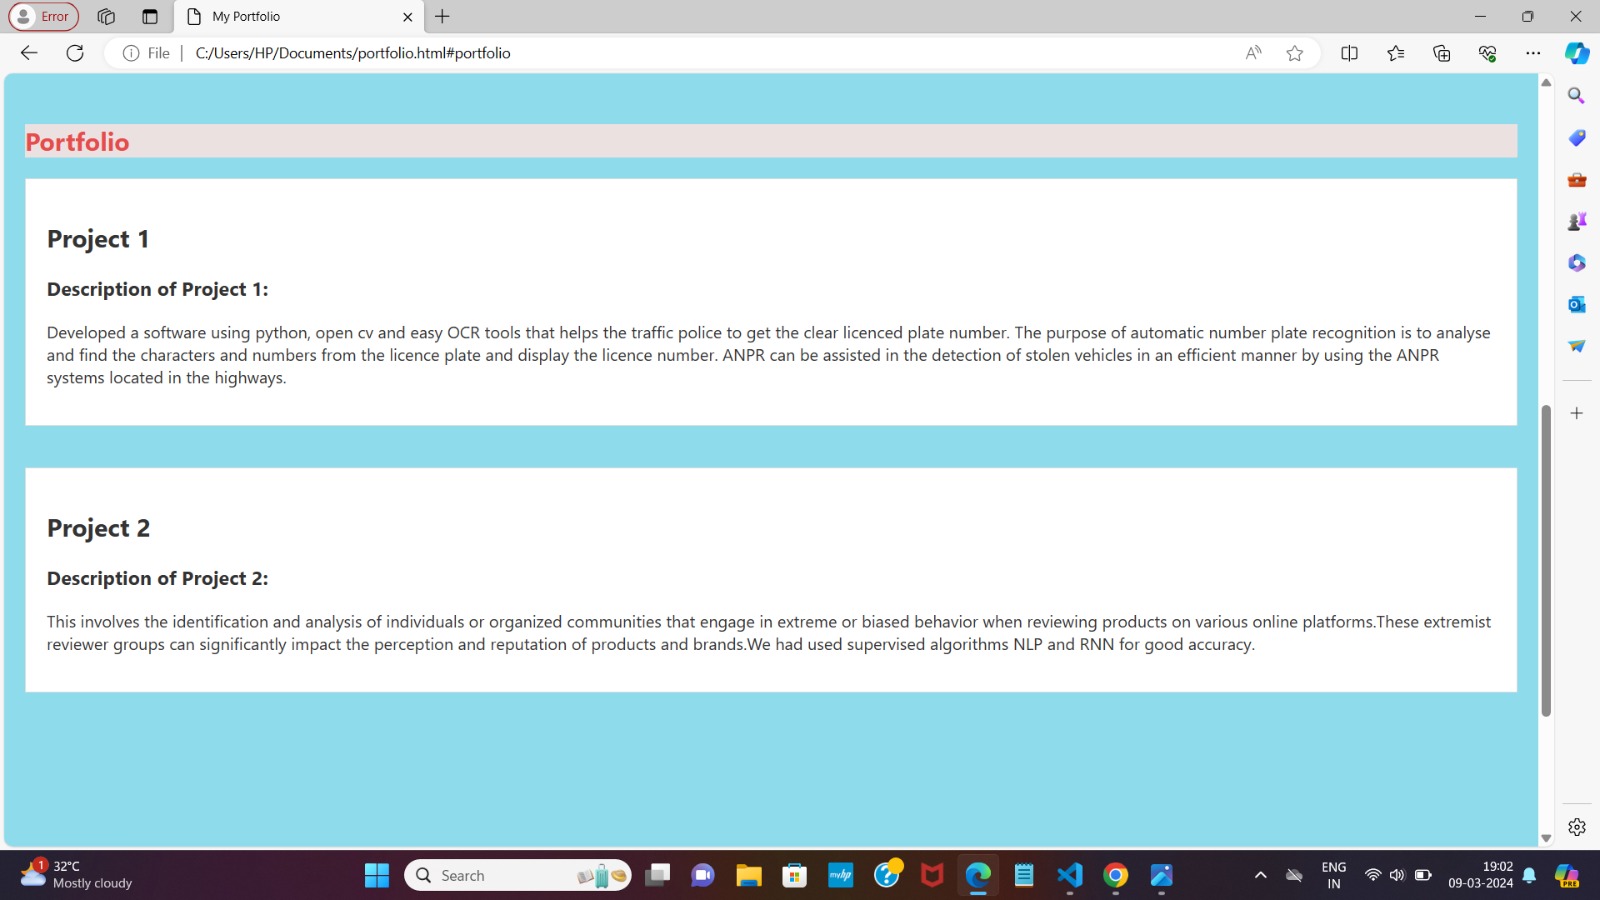 Error
My Portfolio
File
C:/Users/HP/Documents/portfolio.html#portfolio
Portfolio
Project 1
Description of Project 1:
Developed a software using python, open cv and easy OCR tools that helps the traffic police to get the clear licenced plate number. The purpose of automatic number plate recognition is to analyse
and find the characters and numbers from the licence plate and display the licence number. ANPR can be assisted in the detection of stolen vehicles in an efficient manner by using the ANPR
systems located in the highways.
Project 2
Description of Project 2:
This involves the identification and analysis of individuals or organized communities that engage in extreme or biased behavior when reviewing products on various online platforms.These extremist
reviewer groups can significantly impact the perception and reputation of products and brands.We had used supervised algorithms NLP and RNN for good accuracy.
1
32°C
Mostly cloudy
Search
myhp
ENG
IN
19:02
09-03-2024
PRE